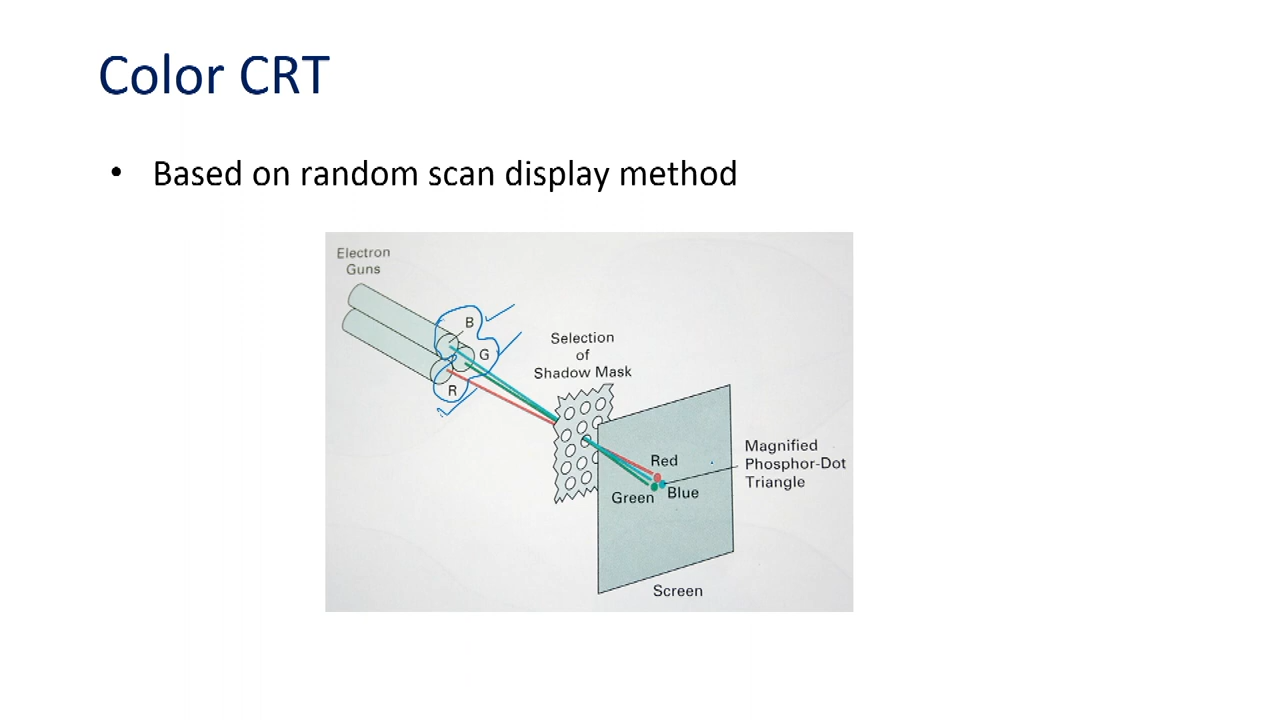 Color CRT
• Based on random scan display method
Electron
Guns
B
G
R
Selection
of
Shadow Mask
Red
Green
Blue
Magnified
Phosphor-Dot
Triangle
Screen